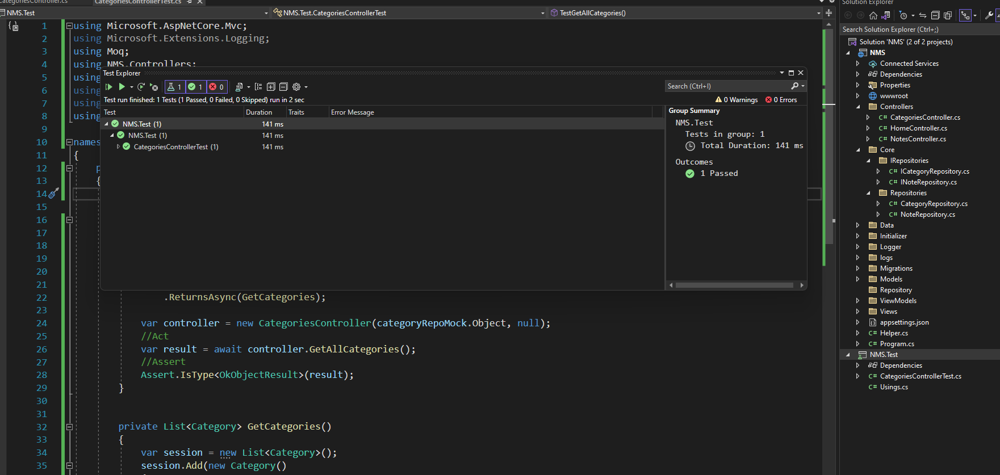 CategoriesController.cs
CategoriesControllerTest.cs
NMS.Test
NMS.Test.CategoriesControllerTest
TestGetAllCategories()
1 using Microsoft.AspNetCore.Mvc;
2 using Microsoft.Extensions.Logging;
3 using Moq;
4 using NMS.Controllers;
5 using
6 using
7 using
8 using
9
10 names
11 {
12
13 {
14
15
16
17
18
19
20
21
22 .ReturnsAsync(GetCategories);
23
24 var controller = new CategoriesController(categoryRepoMock.Object, null);
25 //Act
26 var result = await controller.GetAllCategories();
27 //Assert
28 Assert.IsType<OkObjectResult>(result);
29 }
30
31
32 private List<Category> GetCategories()
33 {
34 var session = new List<Category>();
35 session.Add(new Category()
Test Explorer
1 1 0
Search (Ctrl+I)
Test run finished: 1 Tests (1 Passed, 0 Failed, 0 Skipped) run in 2 sec
0 Warnings 0 Errors
Test Duration Traits Error Message
NMS.Test (1) 141 ms
NMS.Test (1) 141 ms
CategoriesControllerTest (1) 141 ms
Group Summary
NMS.Test
Tests in group: 1
Total Duration: 141 ms
Outcomes
1 Passed
Solution Explorer
Search Solution Explorer (Ctrl+;)
Solution 'NMS' (2 of 2 projects)
NMS
Connected Services
Dependencies
Properties
wwwroot
Controllers
C# CategoriesController.cs
C# HomeController.cs
C# NotesController.cs
Core
IRepositories
C# ICategoryRepository.cs
C# INoteRepository.cs
Repositories
C# CategoryRepository.cs
C# NoteRepository.cs
Data
Initializer
Logger
logs
Migrations
Models
Repository
ViewModels
Views
appsettings.json
C# Helper.cs
C# Program.cs
NMS.Test
Dependencies
C# CategoriesControllerTest.cs
C# Usings.cs